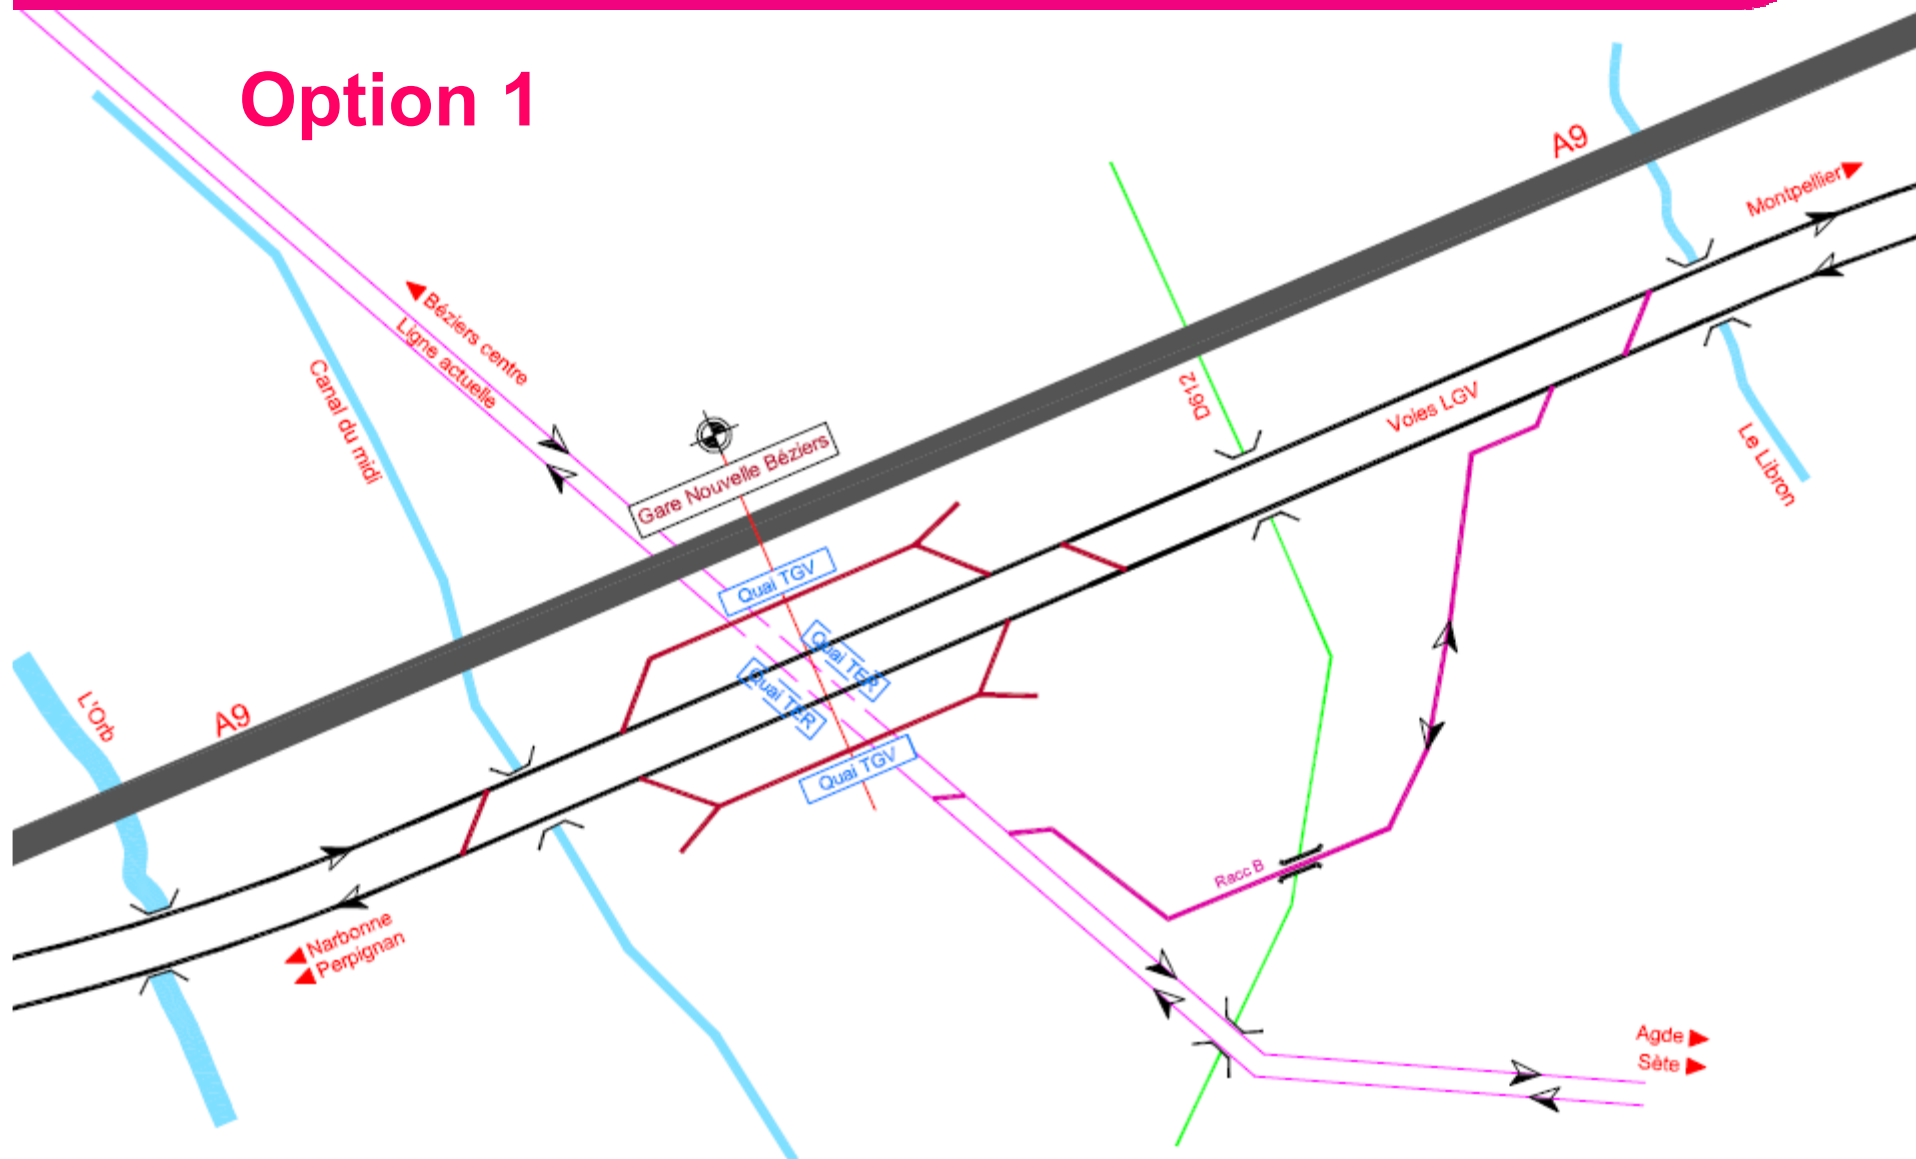 Option 1
A9
Montpellier
Béziers centre
Ligne actuelle
Canal du midi
D612
Voies LGV
Le Libron
Gare Nouvelle Béziers
Quai TGV
Quai TER
Quai TER
Quai TGV
L'Orb
A9
Racc B
Narbonne
Perpignan
Agde
Sète